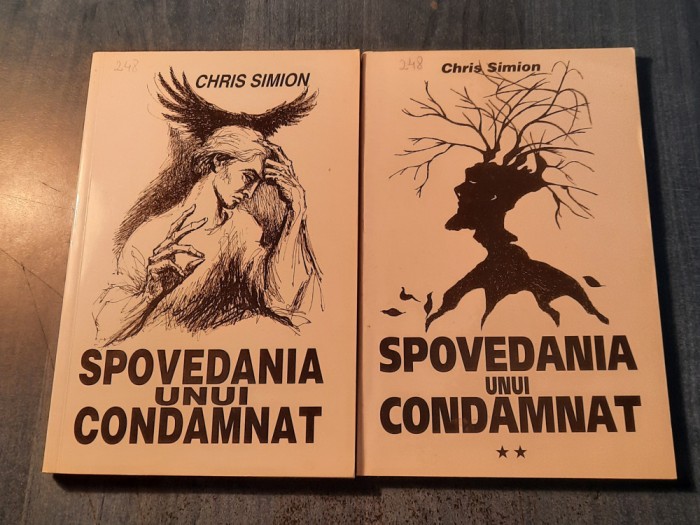 248
CHRIS SIMION
SPOVEDANIA
UNUI
CONDAMNAT
248
Chris Simion
SPOVEDANIA
UNUI
CONDAMNAT
★★